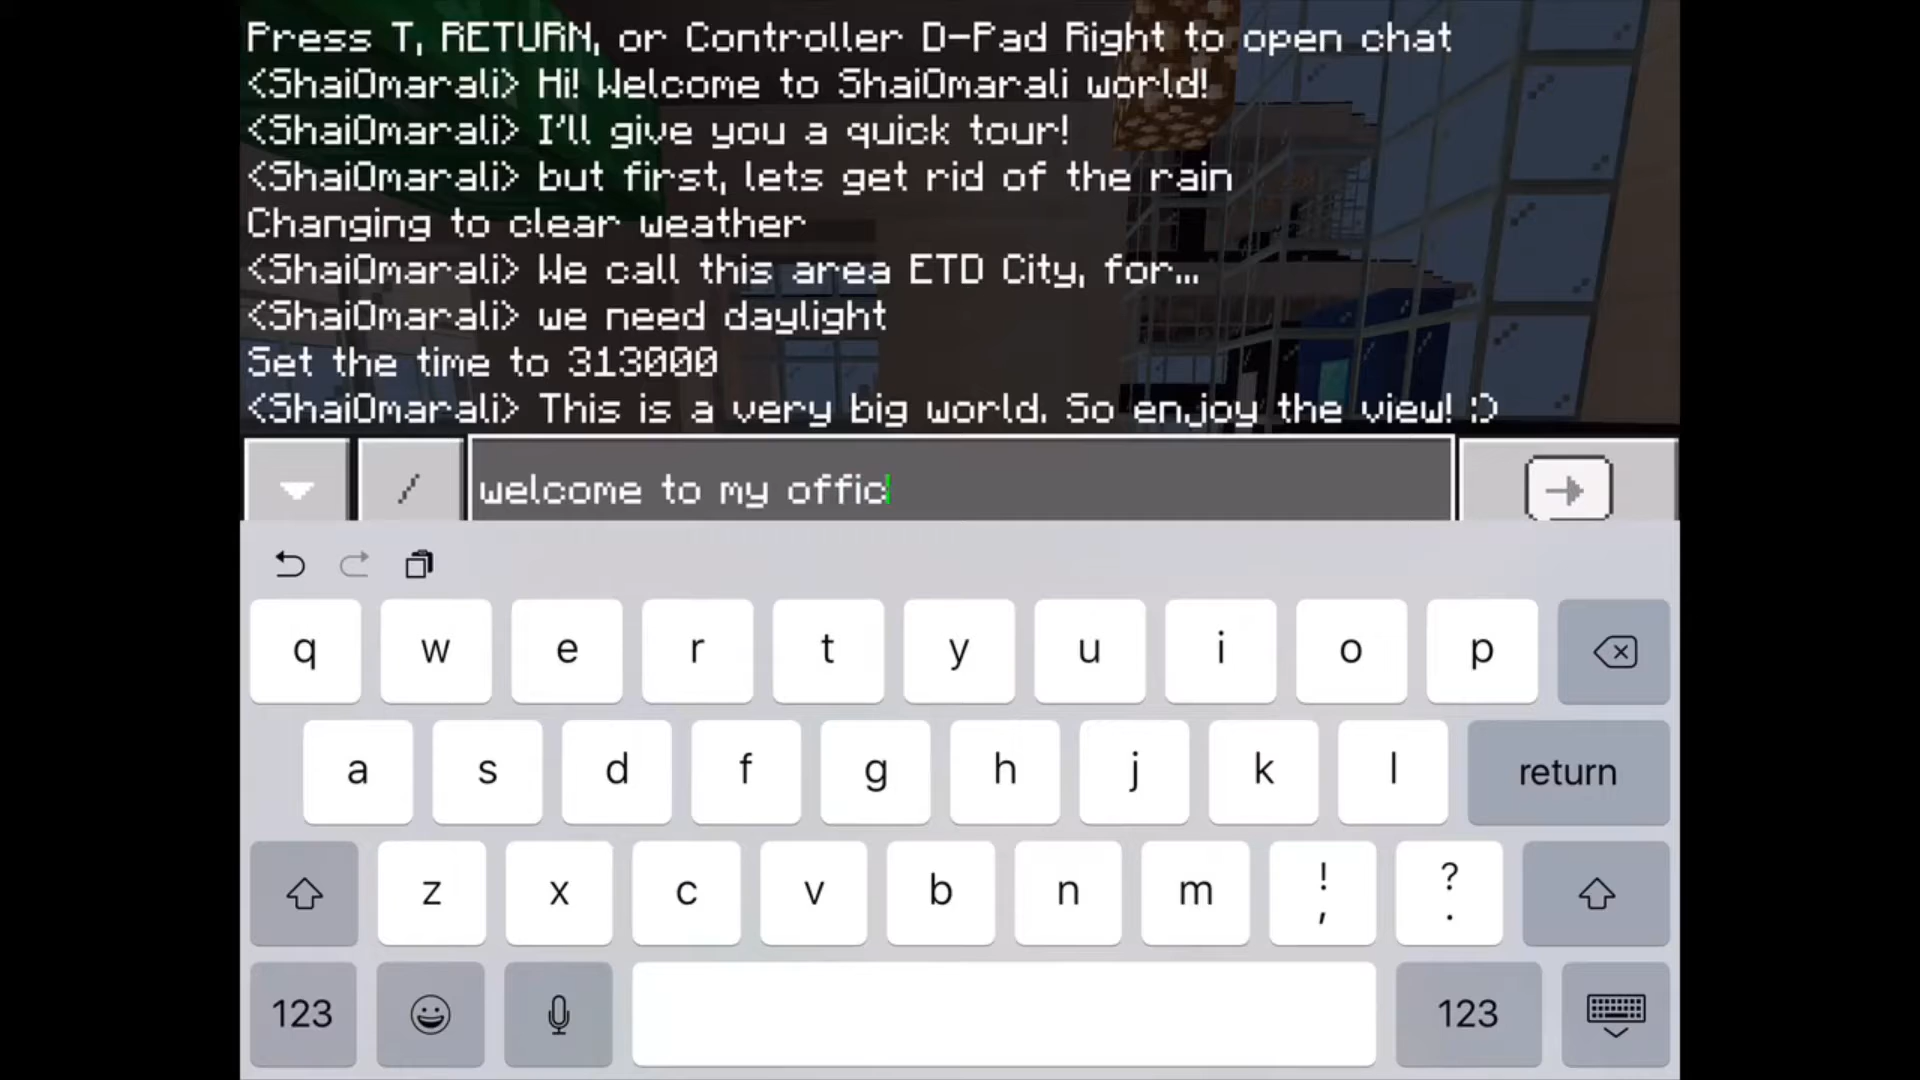 Press T, RETURN, or Controller D-Pad Right to open chat
<ShaiOmarali> Hi! Welcome to ShaiOmarali world!
<ShaiOmarali> I'll give you a quick tour!
<ShaiOmarali> but first, lets get rid of the rain
Changing to clear weather
<ShaiOmarali> We call this area ETD City, for...
<ShaiOmarali> we need daylight
Set the time to 313000
<ShaiOmarali> This is a very big world. So enjoy the view! :)
/ welcome to my offic
q w e r t y u i o p
a s d f g h j k l return
z x c v b n m ! , ? .
123 123